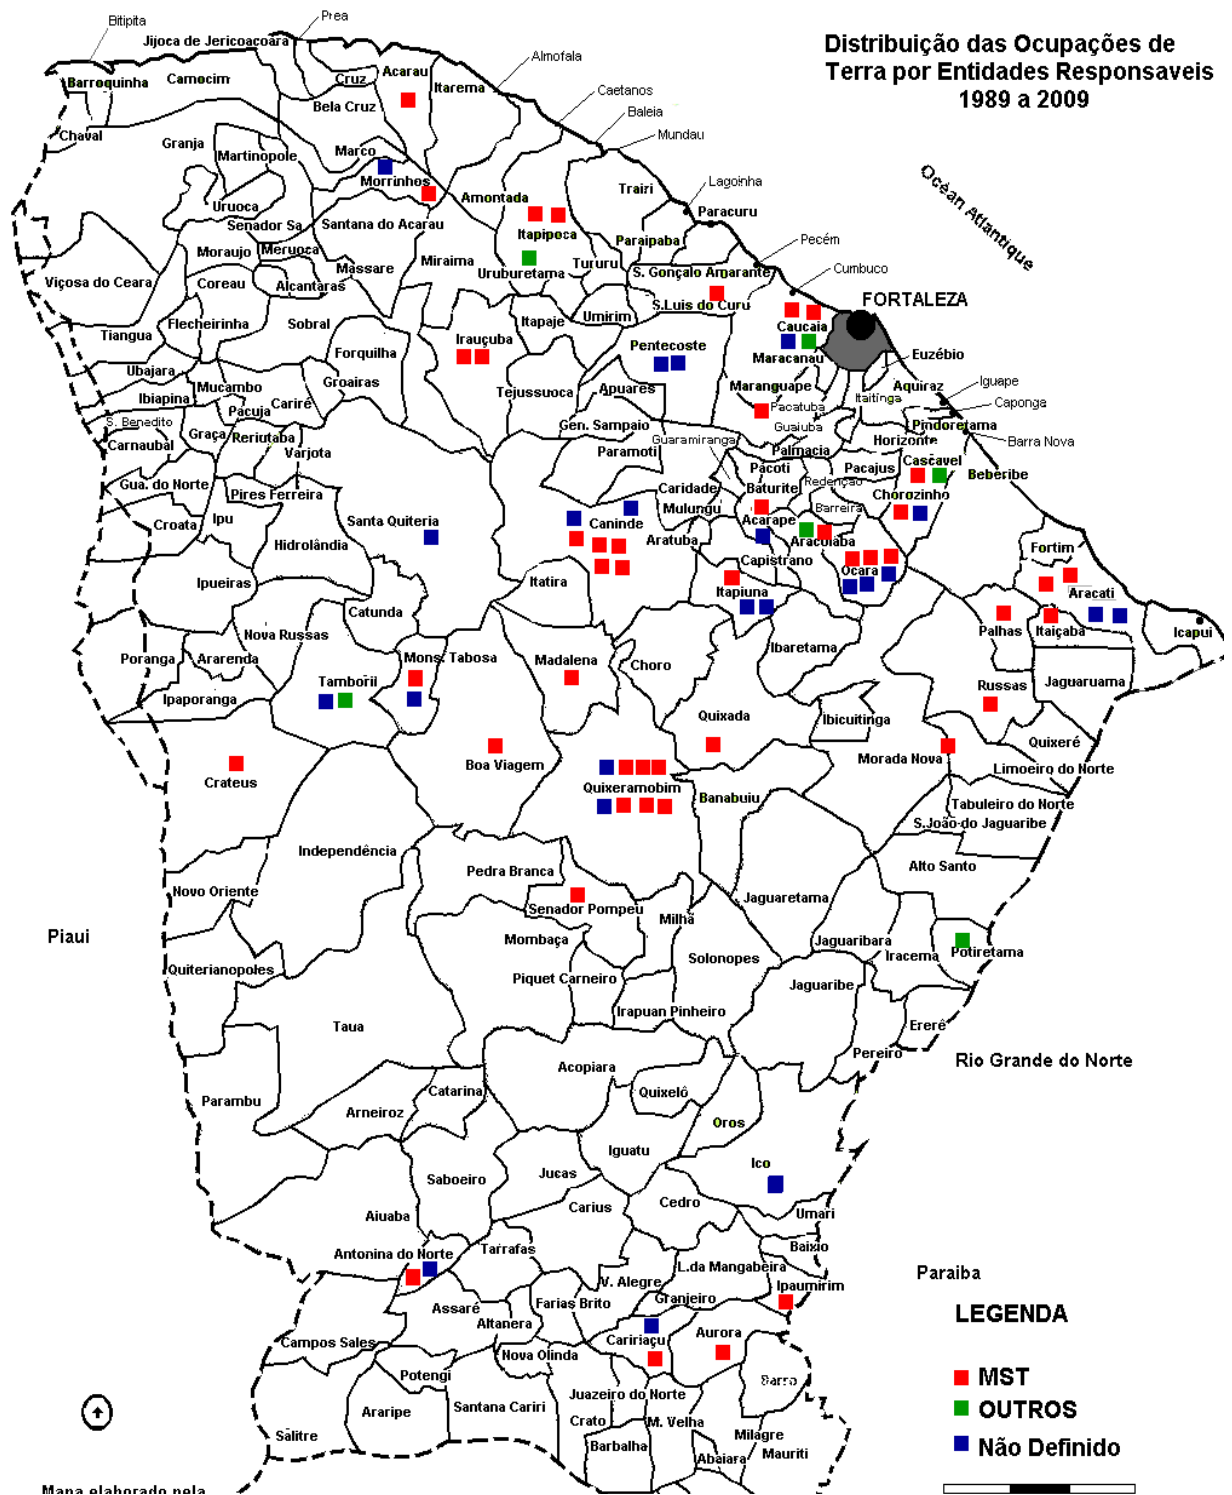 Bitipita
Prea
Jijoca de Jericoacoara
Distribuição das Ocupações de
Terra por Entidades Responsaveis
1989 a 2009
Almofala
Barroquinha
Camocim
Cruz
Acarau
Itarema
Caetanos
Bela Cruz
Baleia
Chaval
Granja
Martinopole
Marco
Mundau
Morrinhos
Trairi
Lagoinha
Océan Atlantique
Uruoca
Amontada
Paracuru
Senador Sa
Santana do Acarau
Itapipoca
Paraipaba
Pecém
Moraujo
Meruoca
Massare
Miraima
Uruburetama
Tururu
S. Gonçalo Amarante
Cumbuco
Viçosa do Ceara
Coreau
Alcantaras
S.Luis do Curu
FORTALEZA
Tiangua
Flecheirinha
Sobral
Itapaje
Umirim
Caucaia
Irauçuba
Pentecoste
Maracanau
Euzébio
Forquilha
Ubajara
Mucambo
Groairas
Tejussuoca
Apuares
Maranguape
Aquiraz
Iguape
Ibiapina
Pacuja
Cariré
Pacatuba
Itaitinga
Caponga
S. Benedito
Graça
Reriutaba
Gen. Sampaio
Guaiuba
Pindoretama
Carnaubal
Varjota
Paramoti
Guaramiranga
Palmacia
Horizonte
Barra Nova
Gua. do Norte
Pires Ferreira
Caridade
Pacoti
Pacajus
Cascavel
Beberibe
Baturite
Redenção
Chorozinho
Croata
Ipu
Santa Quiteria
Caninde
Mulungu
Acarape
Barreira
Hidrolândia
Aratuba
Aracoiaba
Fortim
Ipueiras
Itatira
Capistrano
Ocara
Itapiuna
Aracati
Catunda
Palhas
Itaiçaba
Icapui
Nova Russas
Poranga
Ararenda
Mons. Tabosa
Madalena
Choro
Ibaretama
Tamboril
Russas
Jaguaruama
Ipaporanga
Quixada
Ibicuitinga
Quixeré
Crateus
Boa Viagem
Morada Nova
Limoeiro do Norte
Quixeramobim
Banabuiu
Tabuleiro do Norte
S.João do Jaguaribe
Independência
Pedra Branca
Alto Santo
Novo Oriente
Senador Pompeu
Jaguaretama
Piaui
Milhã
Mombaça
Jaguaribara
Iracema
Potiretama
Quiterianopoles
Piquet Carneiro
Solonopes
Jaguaribe
Irapuan Pinheiro
Taua
Ererê
Acopiara
Pereiro
Rio Grande do Norte
Parambu
Catarina
Quixelô
Arneiroz
Oros
Iguatu
Ico
Saboeiro
Jucas
Cedro
Carius
Aiuaba
Umari
Antonina do Norte
Tarrafas
Baixio
L.da Mangabeira
Paraiba
V. Alegre
Ipaumirim
Farias Brito
Granjeiro
LEGENDA
Assaré
Altanera
Campos Sales
Caririaçu
Aurora
Nova Olinda
Potengi
MST
Barro
Juazeiro do Norte
Araripe
Santana Cariri
OUTROS
Crato
M. Velha
Salitre
Milagre
Barbalha
Mauriti
Não Definido
Abaiara
Mapa elaborado pela